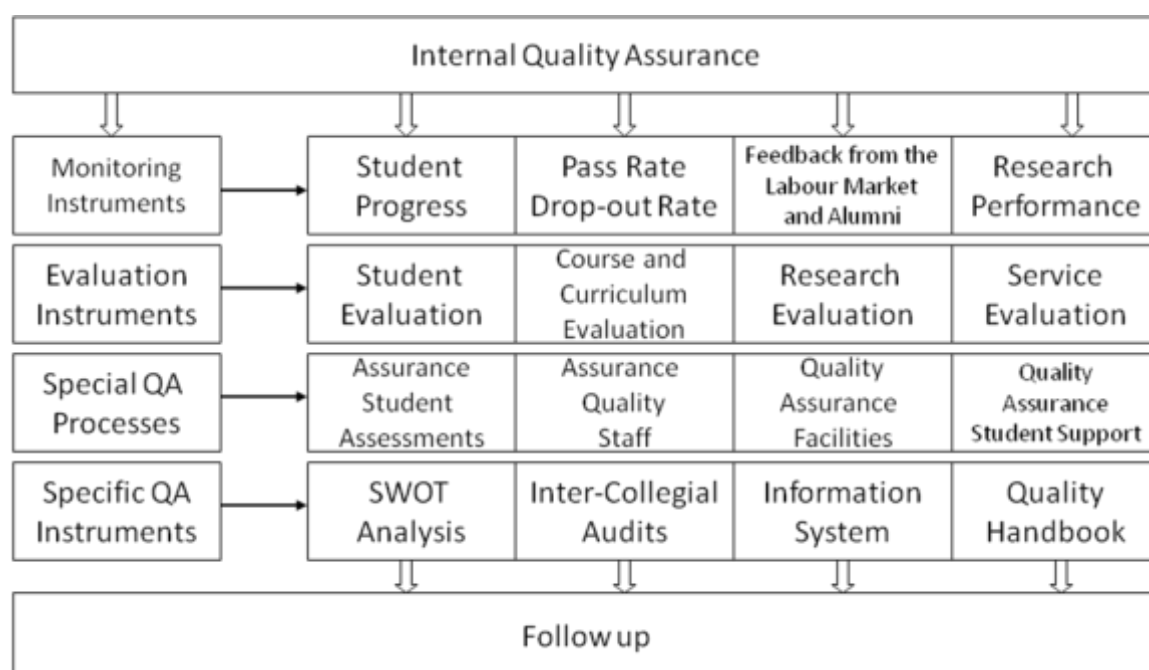 Internal Quality Assurance
Monitoring
Instruments
Student
Progress
Pass Rate
Drop-out Rate
Feedback from the
Labour Market
and Alumni
Research
Performance
Evaluation
Instruments
Student
Evaluation
Course and
Curriculum
Evaluation
Research
Evaluation
Service
Evaluation
Special QA
Processes
Assurance
Student
Assessments
Assurance
Quality
Staff
Quality
Assurance
Facilities
Quality
Assurance
Student Support
Specific QA
Instruments
SWOT
Analysis
Inter-Collegial
Audits
Information
System
Quality
Handbook
Follow up